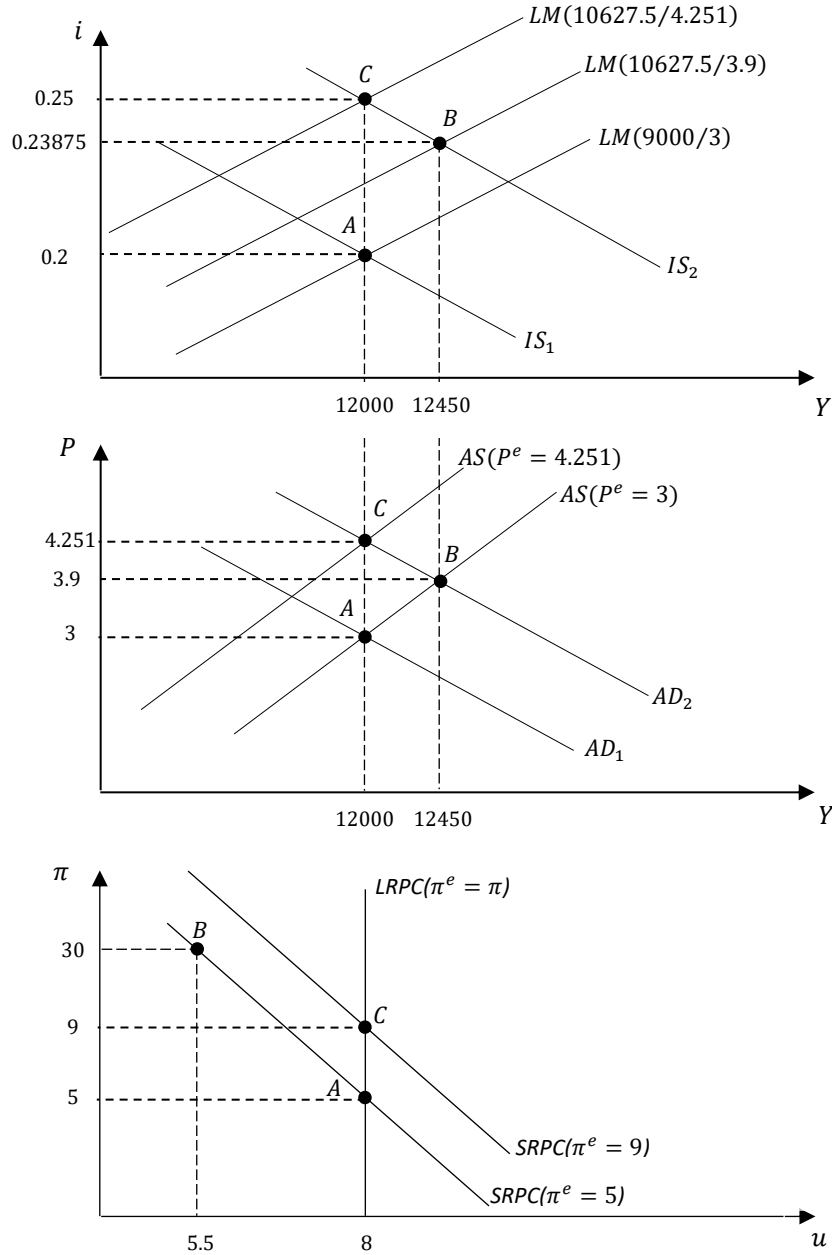 LM(10627.5/4.251)
i
LM(10627.5/3.9)
C
0.25
B
0.23875
LM(9000/3)
A
0.2
IS₂
IS₁
12000 12450
Y
P
AS(Pᵉ = 4.251)
AS(Pᵉ = 3)
C
4.251
B
3.9
A
3
AD₂
AD₁
12000 12450
Y
π
LRPC(πᵉ = π)
B
30
C
9
A
5
SRPC(πᵉ = 9)
SRPC(πᵉ = 5)
5.5 8 u